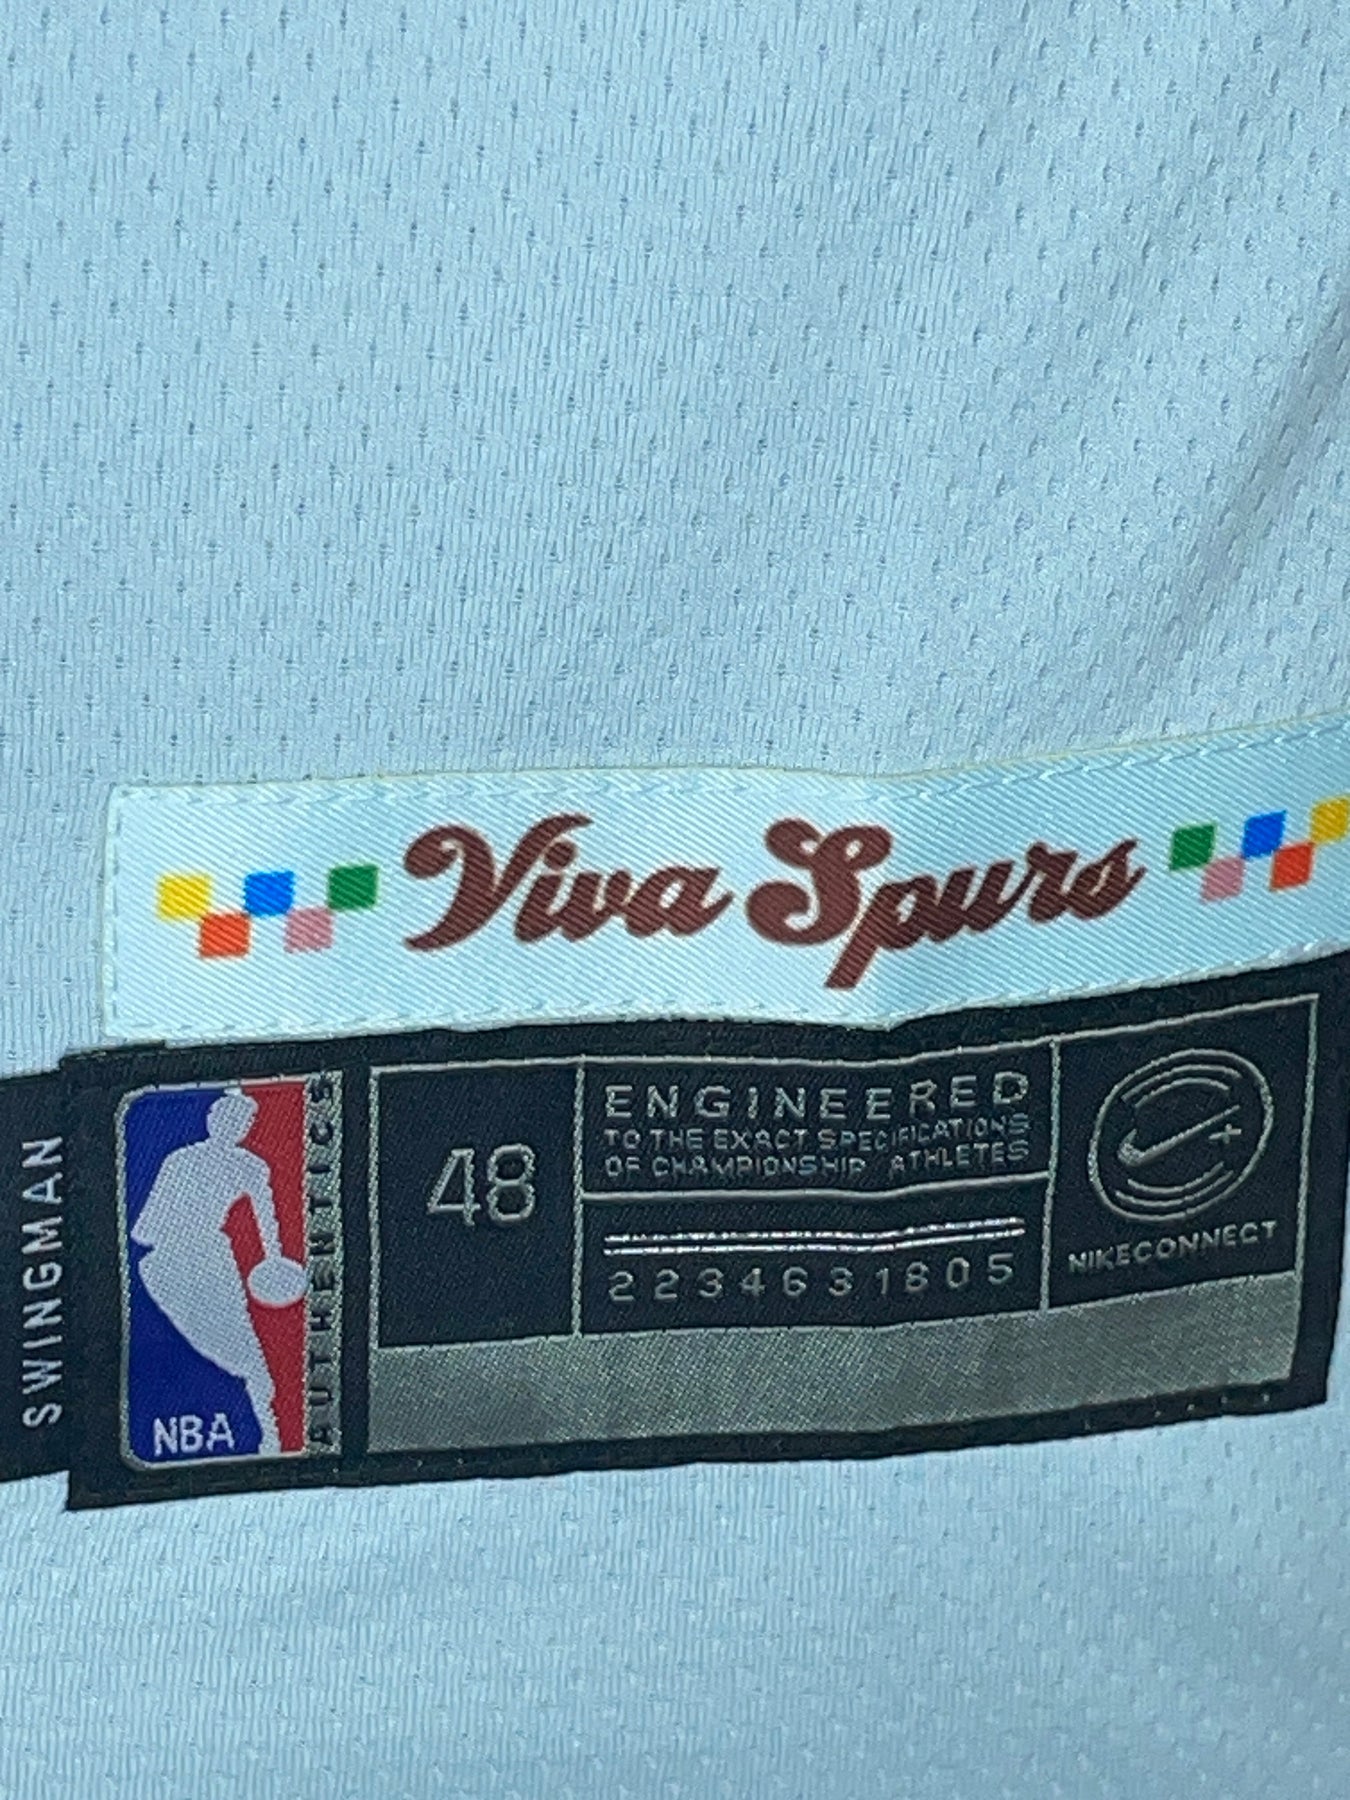 Viva Spurs
SWINGMAN
NBA
AUTHENTICS
48
ENGINEERED
TO THE EXACT SPECIFICATIONS
OF CHAMPIONSHIP ATHLETES
2234631805
NIKECONNECT